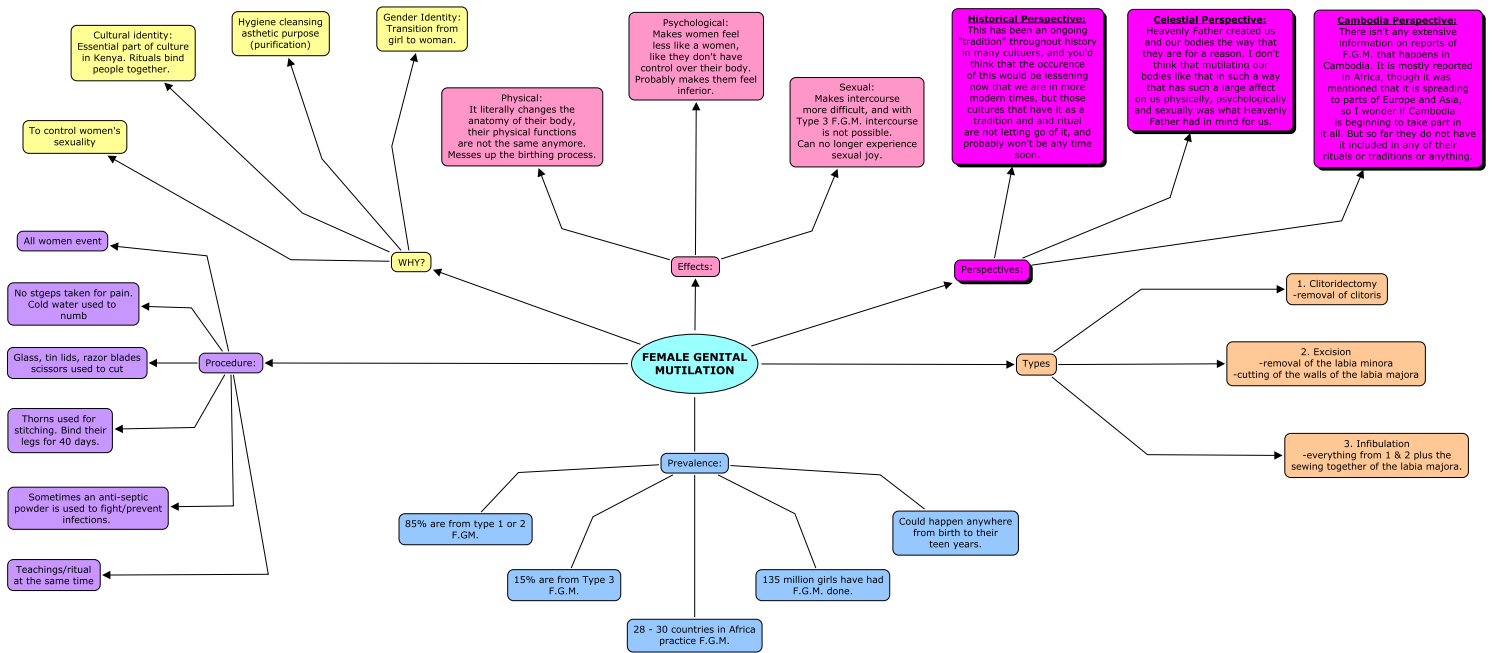 Cultural identity:
Essential part of culture
in Kenya. Rituals bind
people together.
Hygiene cleansing
asthetic purpose
(purification)
Gender Identity:
Transition from
girl to woman.
To control women's
sexuality
WHY?
Physical:
It literally changes the
anatomy of their body,
their physical functions
are not the same anymore.
Messes up the birthing process.
Psychological:
Makes women feel
less like a women,
like they don't have
control over their body.
Probably makes them feel
inferior.
Sexual:
Makes intercourse
more difficult, and with
Type 3 F.G.M. intercourse
is not possible.
Can no longer experience
sexual joy.
Effects:
Historical Perspective:
This has been an ongoing
"tradition" throughout history
in many cultuers, and you'd
think that the occurence
of this would be lessening
now that we are in more
modern times, but those
cultures that have it as a
tradition and and ritual
are not letting go of it, and
probably won't be any time
soon.
Celestial Perspective:
Heavenly Father created us
and our bodies the way that
they are for a reason. I don't
think that mutilating our
bodies like that in such a way
that has such a large affect
on us physically, psychologically
and sexually was what Heavenly
Father had in mind for us.
Cambodia Perspective:
There isn't any extensive
information on reports of
F.G.M. that happens in
Cambodia. It is mostly reported
in Africa, though it was
mentioned that it is spreading
to parts of Europe and Asia,
so I wonder if Cambodia
is beginning to take part in
it all. But so far they do not have
it included in any of their
rituals or traditions or anything.
Perspectives:
All women event
No stgeps taken for pain.
Cold water used to
numb
Glass, tin lids, razor blades
scissors used to cut
Thorns used for
stitching. Bind their
legs for 40 days.
Sometimes an anti-septic
powder is used to fight/prevent
infections.
Teachings/ritual
at the same time
Procedure:
FEMALE GENITAL
MUTILATION
Types
1. Clitoridectomy
-removal of clitoris
2. Excision
-removal of the labia minora
-cutting of the walls of the labia majora
3. Infibulation
-everything from 1 & 2 plus the
sewing together of the labia majora.
Prevalence:
85% are from type 1 or 2
F.GM.
15% are from Type 3
F.G.M.
28 - 30 countries in Africa
practice F.G.M.
135 million girls have had
F.G.M. done.
Could happen anywhere
from birth to their
teen years.